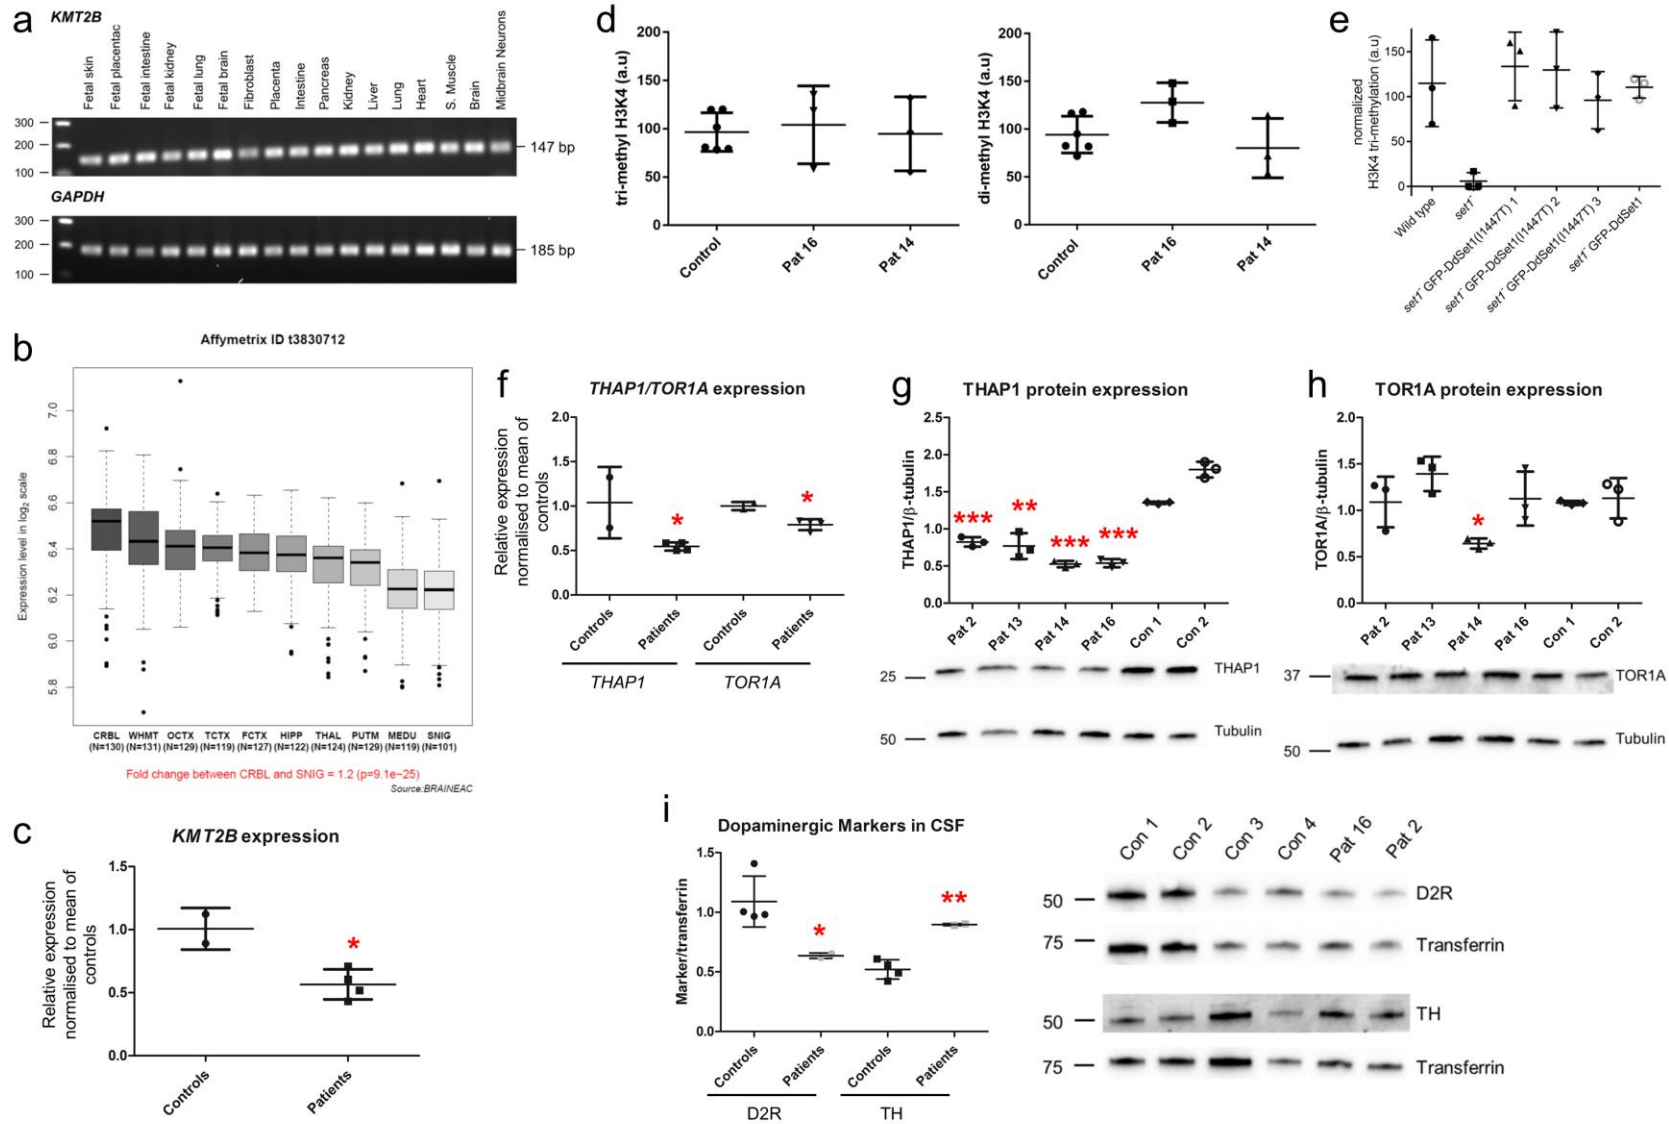 a
KMT2B
Fetal skin
Fetal placentac
Fetal intestine
Fetal kidney
Fetal lung
Fetal brain
Fibroblast
Placenta
Intestine
Pancreas
Kidney
Liver
Lung
Heart
S. Muscle
Brain
Midbrain Neurons
300
200
100
147 bp
GAPDH
300
200
100
185 bp
b
Affymetrix ID t3830712
Expression level in log2 scale
7.0
6.8
6.6
6.4
6.2
6.0
5.8
CRBL WHMT OCTX TCTX FCTX HIPP THAL PUTM MEDU SNIG
(N=130) (N=131) (N=129) (N=119) (N=127) (N=122) (N=124) (N=129) (N=119) (N=101)
Fold change between CRBL and SNIG = 1.2 (p=9.1e−25)
Source:BRAINEAC
c
KMT2B expression
Relative expression
normalised to mean of
controls
1.5
1.0
0.5
0.0
*
Controls
Patients
d
tri-methyl H3K4 (a.u)
200
150
100
50
0
Control
Pat 16
Pat 14
di-methyl H3K4 (a.u)
200
150
100
50
0
Control
Pat 16
Pat 14
e
normalized
H3K4 tri-methylation (a.u)
150
100
50
0
Wild type
set1-
set1- GFP-DdSet1(I1447T) 1
set1- GFP-DdSet1(I1447T) 2
set1- GFP-DdSet1(I1447T) 3
set1- GFP-DdSet1
f
THAP1/TOR1A expression
Relative expression
normalised to mean of
controls
2.0
1.5
1.0
0.5
0.0
*
*
Controls
Patients
Controls
Patients
THAP1
TOR1A
g
THAP1 protein expression
THAP1/β-tubulin
2.5
2.0
1.5
1.0
0.5
0.0
***
**
***
***
Pat 2
Pat 13
Pat 14
Pat 16
Con 1
Con 2
25
THAP1
50
Tubulin
h
TOR1A protein expression
TOR1A/β-tubulin
2.0
1.5
1.0
0.5
0.0
*
Pat 2
Pat 13
Pat 14
Pat 16
Con 1
Con 2
37
TOR1A
50
Tubulin
i
Dopaminergic Markers in CSF
Marker/transferrin
1.5
1.0
0.5
0.0
*
**
Controls
Patients
Controls
Patients
D2R
TH
Con 1
Con 2
Con 3
Con 4
Pat 16
Pat 2
50
D2R
75
Transferrin
50
TH
75
Transferrin